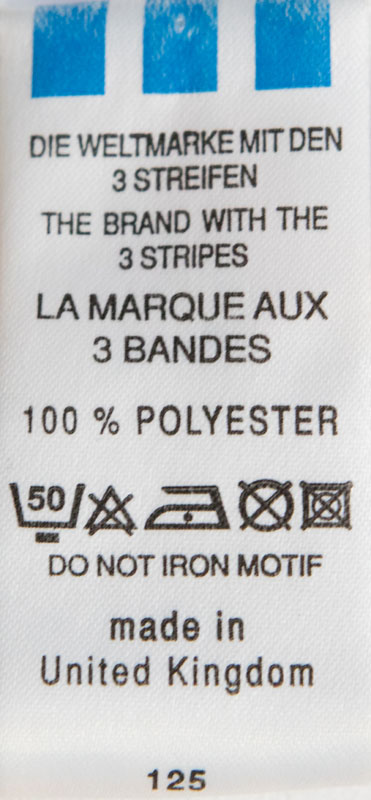 DIE WELTMARKE MIT DEN
3 STREIFEN
THE BRAND WITH THE
3 STRIPES
LA MARQUE AUX
3 BANDES
100 % POLYESTER
50
DO NOT IRON MOTIF
made in
United Kingdom
125